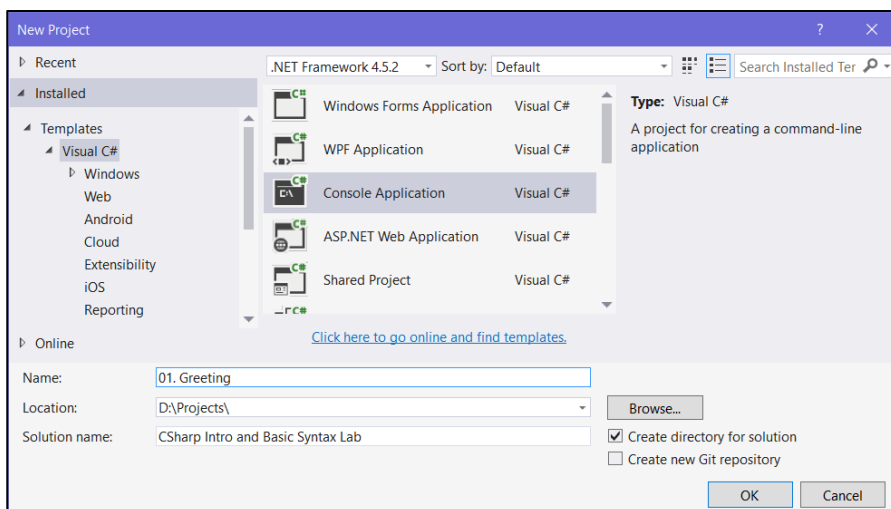 New Project
?
Recent
.NET Framework 4.5.2
Sort by: Default
Search Installed Ter
Installed
Templates
Visual C#
Windows
Web
Android
Cloud
Extensibility
iOS
Reporting
Online
C#
Windows Forms Application Visual C#
C#
WPF Application Visual C#
C#
C:\
Console Application Visual C#
C#
ASP.NET Web Application Visual C#
C#
Shared Project Visual C#
C#
Type: Visual C#
A project for creating a command-line
application
Click here to go online and find templates.
Name: 01. Greeting
Location: D:\Projects\ Browse...
Solution name: CSharp Intro and Basic Syntax Lab
Create directory for solution
Create new Git repository
OK Cancel